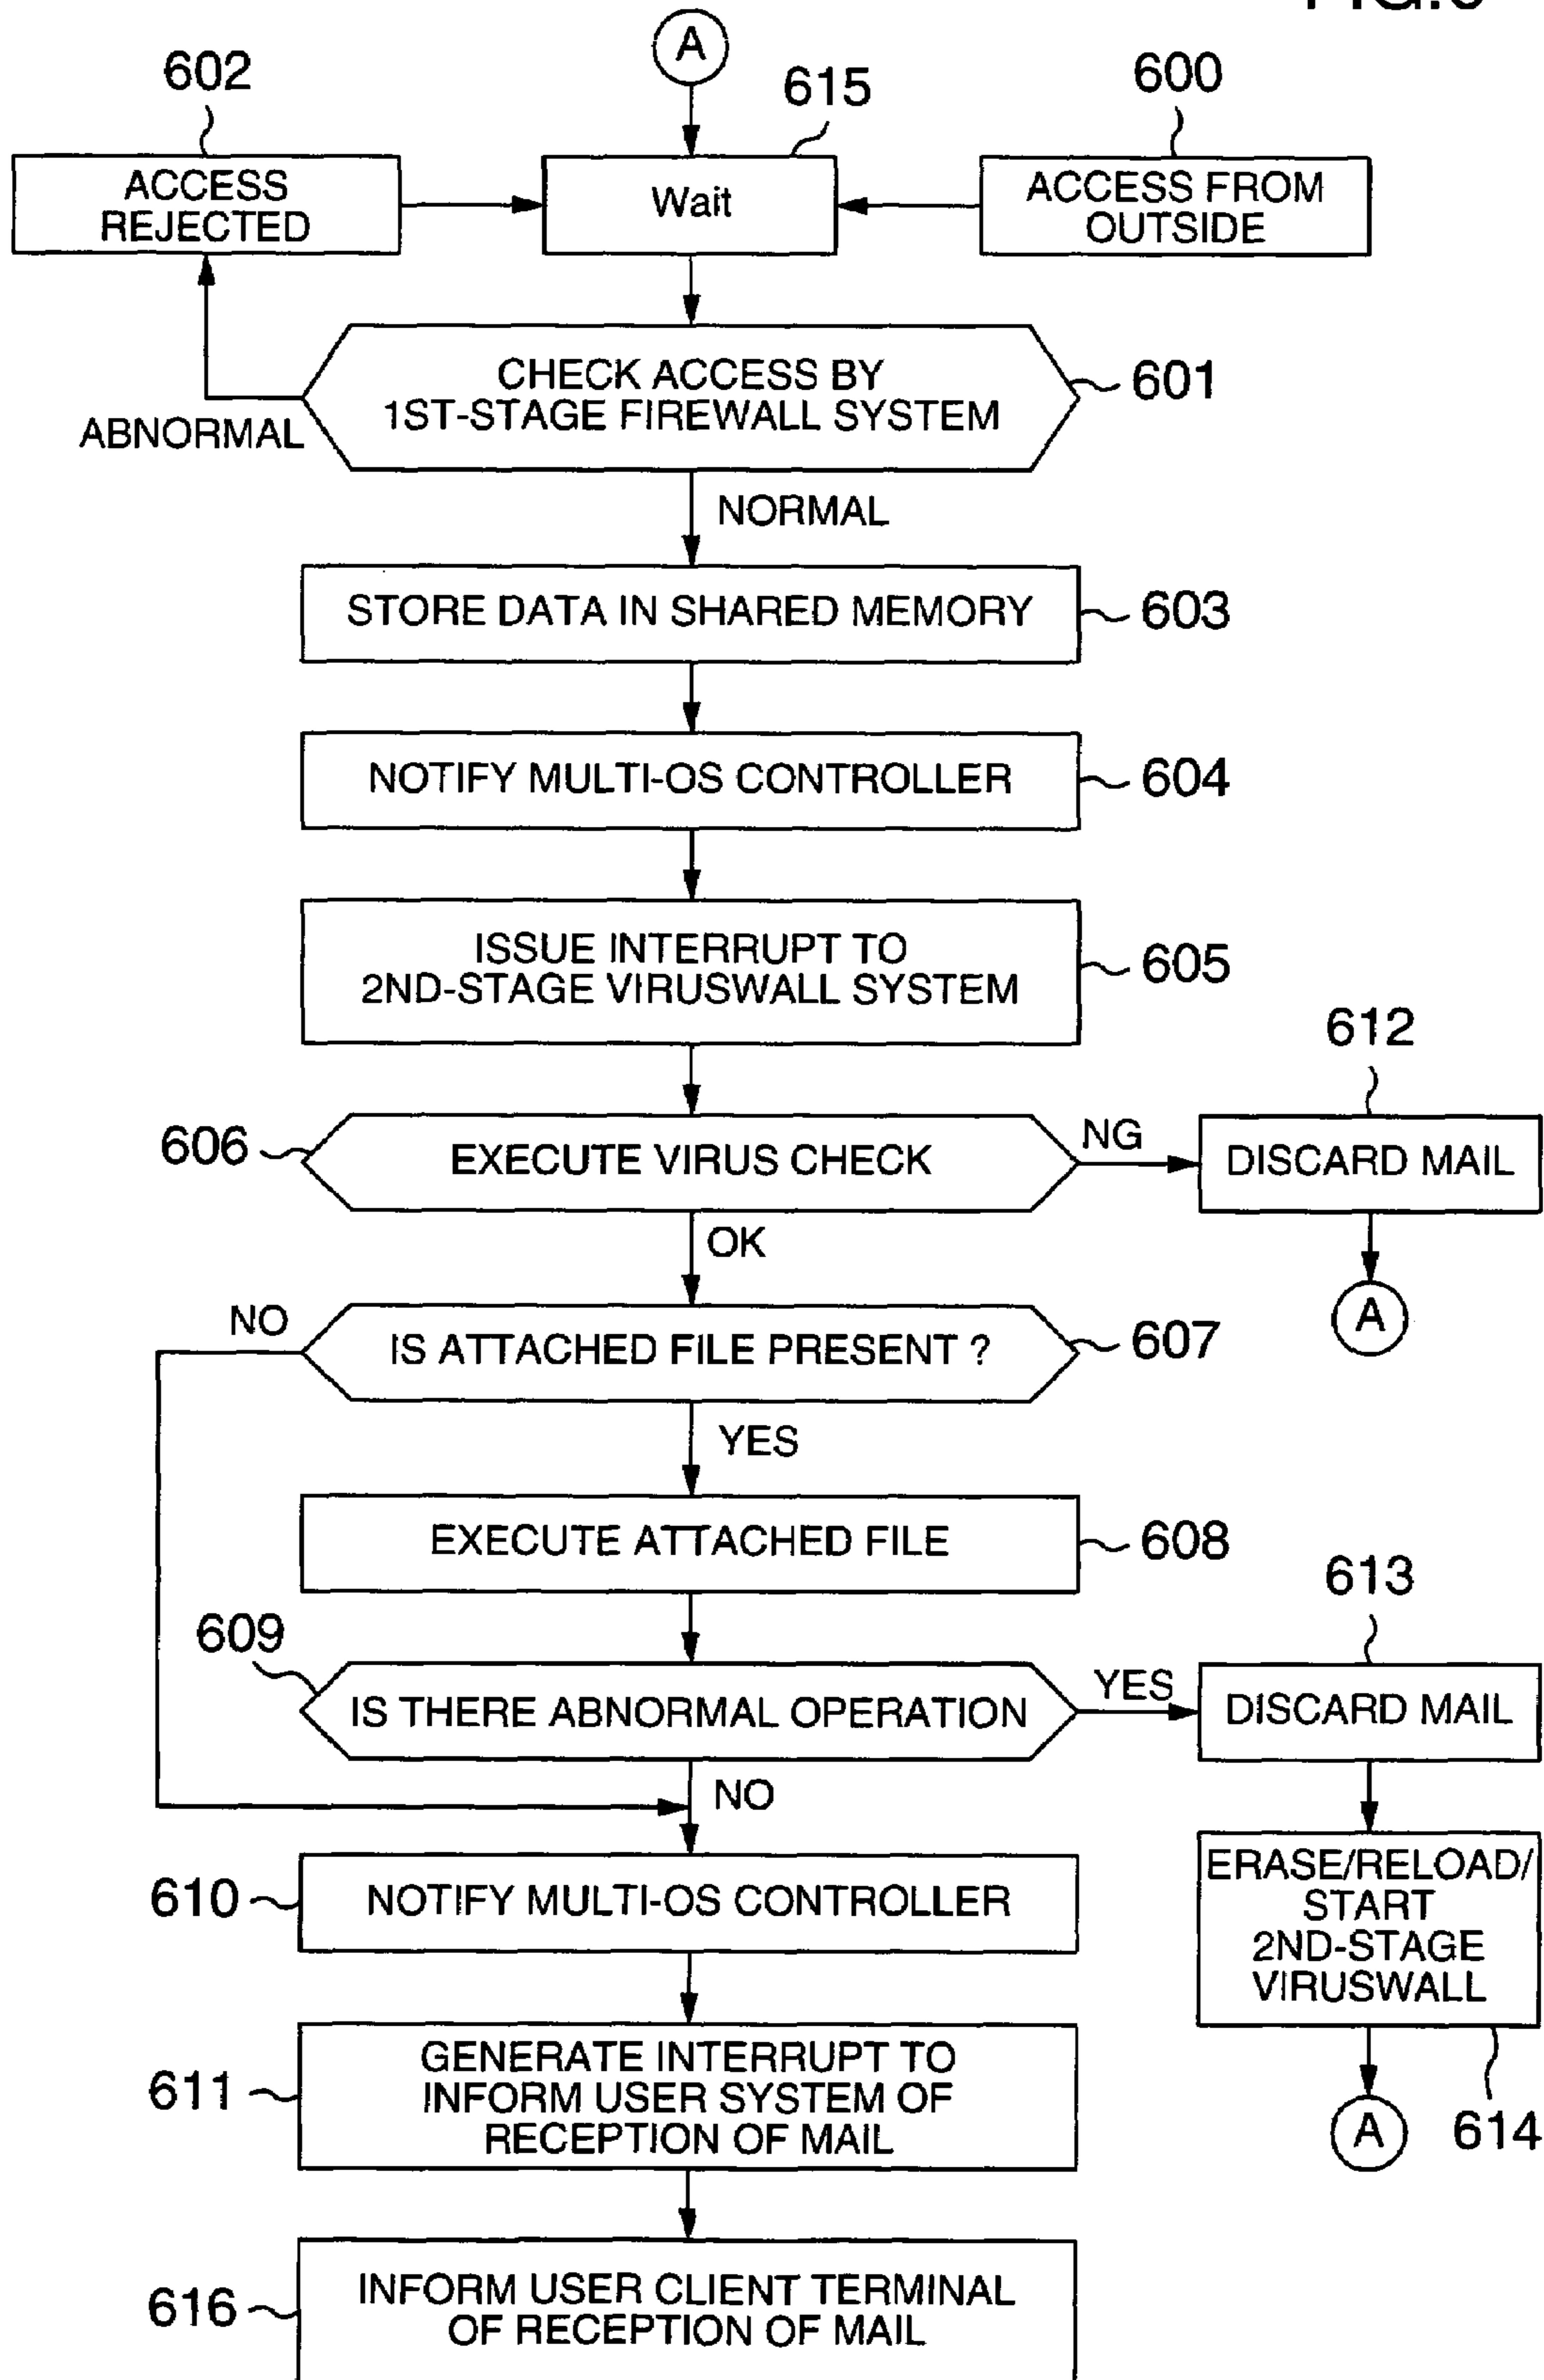 A
602
615
600
ACCESS
REJECTED
Wait
ACCESS FROM
OUTSIDE
CHECK ACCESS BY
1ST-STAGE FIREWALL SYSTEM
601
ABNORMAL
NORMAL
STORE DATA IN SHARED MEMORY
603
NOTIFY MULTI-OS CONTROLLER
604
ISSUE INTERRUPT TO
2ND-STAGE VIRUSWALL SYSTEM
605
612
606
EXECUTE VIRUS CHECK
NG
DISCARD MAIL
OK
A
NO
IS ATTACHED FILE PRESENT ?
607
YES
EXECUTE ATTACHED FILE
608
613
609
IS THERE ABNORMAL OPERATION
YES
DISCARD MAIL
NO
610
NOTIFY MULTI-OS CONTROLLER
ERASE/RELOAD/
START
2ND-STAGE
VIRUSWALL
611
GENERATE INTERRUPT TO
INFORM USER SYSTEM OF
RECEPTION OF MAIL
A
614
616
INFORM USER CLIENT TERMINAL
OF RECEPTION OF MAIL